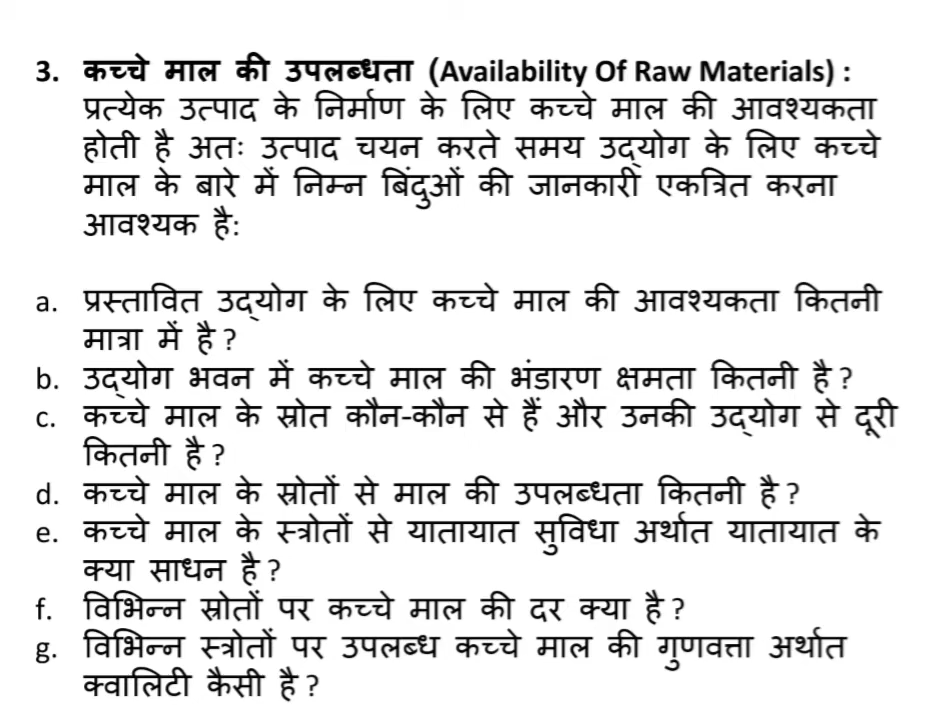 3. कच्चे माल की उपलब्धता (Availability Of Raw Materials) :
प्रत्येक उत्पाद के निर्माण के लिए कच्चे माल की आवश्यकता
होती है अतः उत्पाद चयन करते समय उद्योग के लिए कच्चे
माल के बारे में निम्न बिंदुओं की जानकारी एकत्रित करना
आवश्यक है:
a. प्रस्तावित उद्योग के लिए कच्चे माल की आवश्यकता कितनी
मात्रा में है ?
b. उद्योग भवन में कच्चे माल की भंडारण क्षमता कितनी है ?
c. कच्चे माल के स्रोत कौन-कौन से हैं और उनकी उद्योग से दूरी
कितनी है ?
d. कच्चे माल के स्रोतों से माल की उपलब्धता कितनी है ?
e. कच्चे माल के स्त्रोतों से यातायात सुविधा अर्थात यातायात के
क्या साधन है ?
f. विभिन्न स्रोतों पर कच्चे माल की दर क्या है ?
g. विभिन्न स्त्रोतों पर उपलब्ध कच्चे माल की गुणवत्ता अर्थात
क्वालिटी कैसी है ?